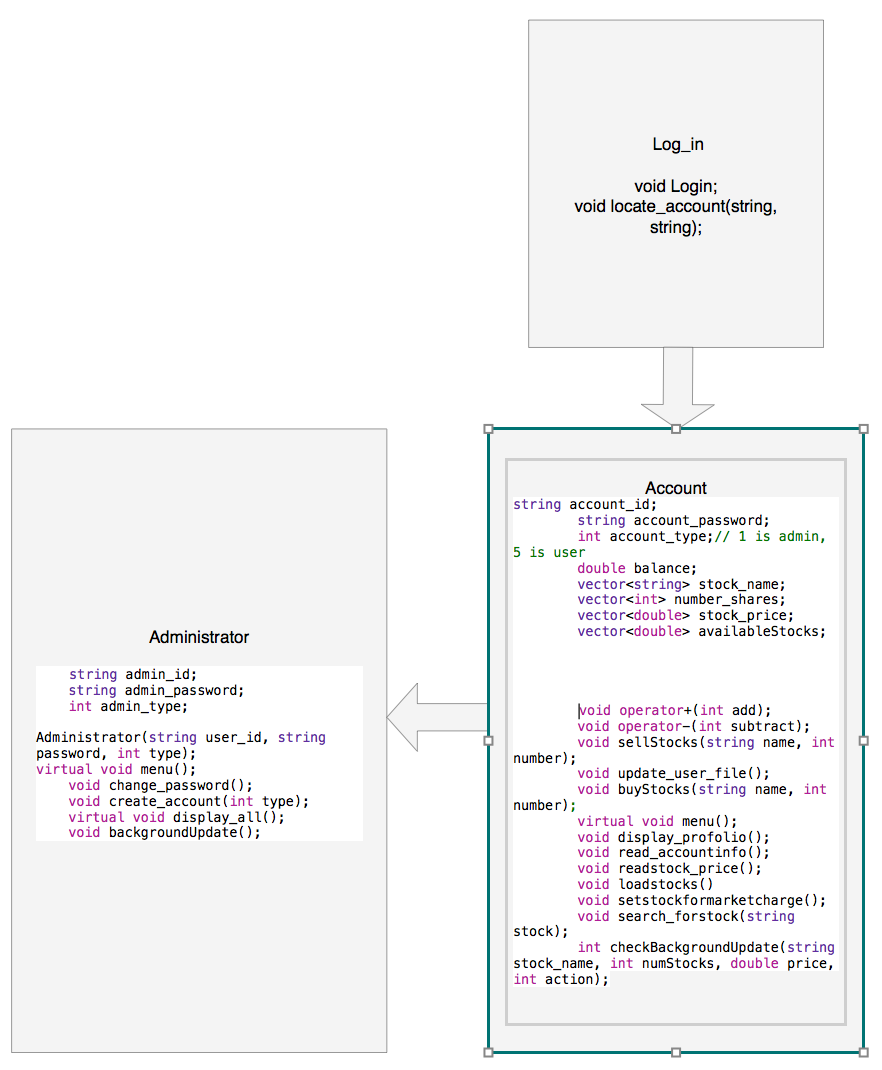 Log_in
void Login;
void locate_account(string,
string);
Account
string account_id;
string account_password;
int account_type;// 1 is admin,
5 is user
double balance;
vector<string> stock_name;
vector<int> number_shares;
vector<double> stock_price;
vector<double> availableStocks;
void operator+(int add);
void operator-(int subtract);
void sellStocks(string name, int
number);
void update_user_file();
void buyStocks(string name, int
number);
virtual void menu();
void display_profolio();
void read_accountinfo();
void readstock_price();
void loadstocks()
void setstockformarketcharge();
void search_forstock(string
stock);
int checkBackgroundUpdate(string
stock_name, int numStocks, double price,
int action);
Administrator
string admin_id;
string admin_password;
int admin_type;
Administrator(string user_id, string
password, int type);
virtual void menu();
void change_password();
void create_account(int type);
virtual void display_all();
void backgroundUpdate();